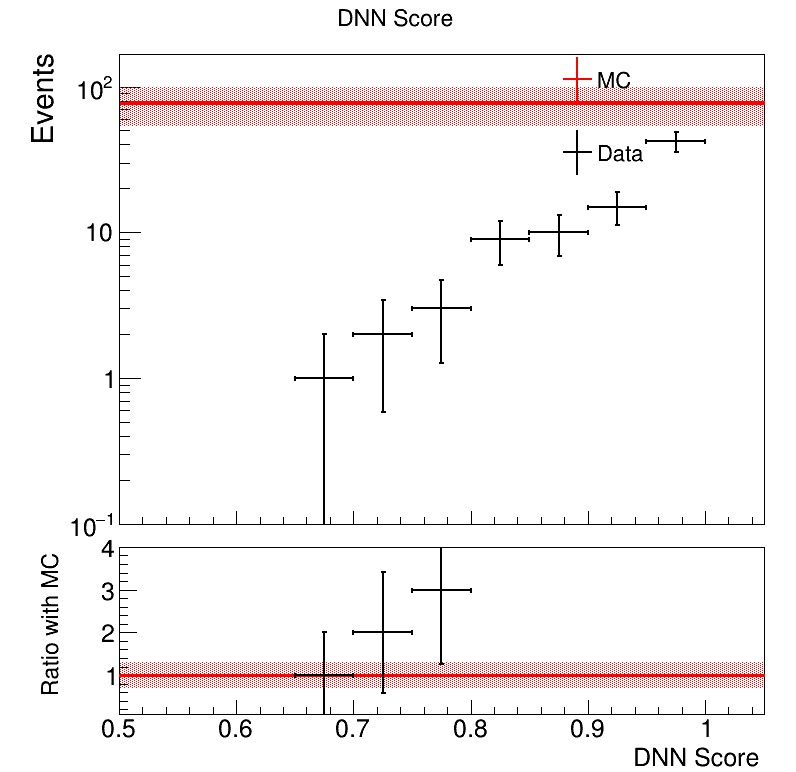 DNN Score
Events
10²
10
1
10⁻¹
MC
Data
Ratio with MC
4
3
2
1
0.5 0.6 0.7 0.8 0.9 1
DNN Score